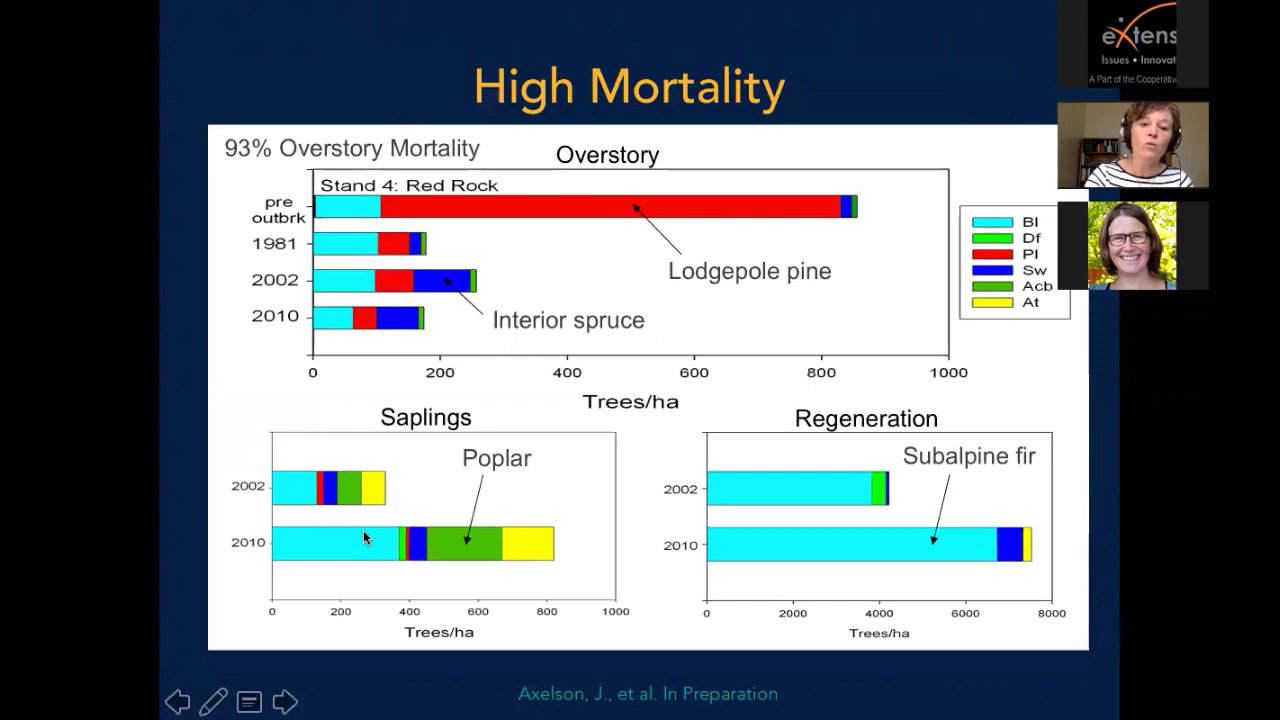 High Mortality
eXtens
Issues • Innovat
A Part of the Cooperative
93% Overstory Mortality
Overstory
Stand 4: Red Rock
pre
outbrk
1981
2002
2010
Lodgepole pine
Interior spruce
0 200 400 600 800 1000
Trees/ha
Bl
Df
Pl
Sw
Acb
At
Saplings
Poplar
2002
2010
0 200 400 600 800 1000
Trees/ha
Regeneration
Subalpine fir
2002
2010
0 2000 4000 6000 8000
Trees/ha
Axelson, J., et al. In Preparation